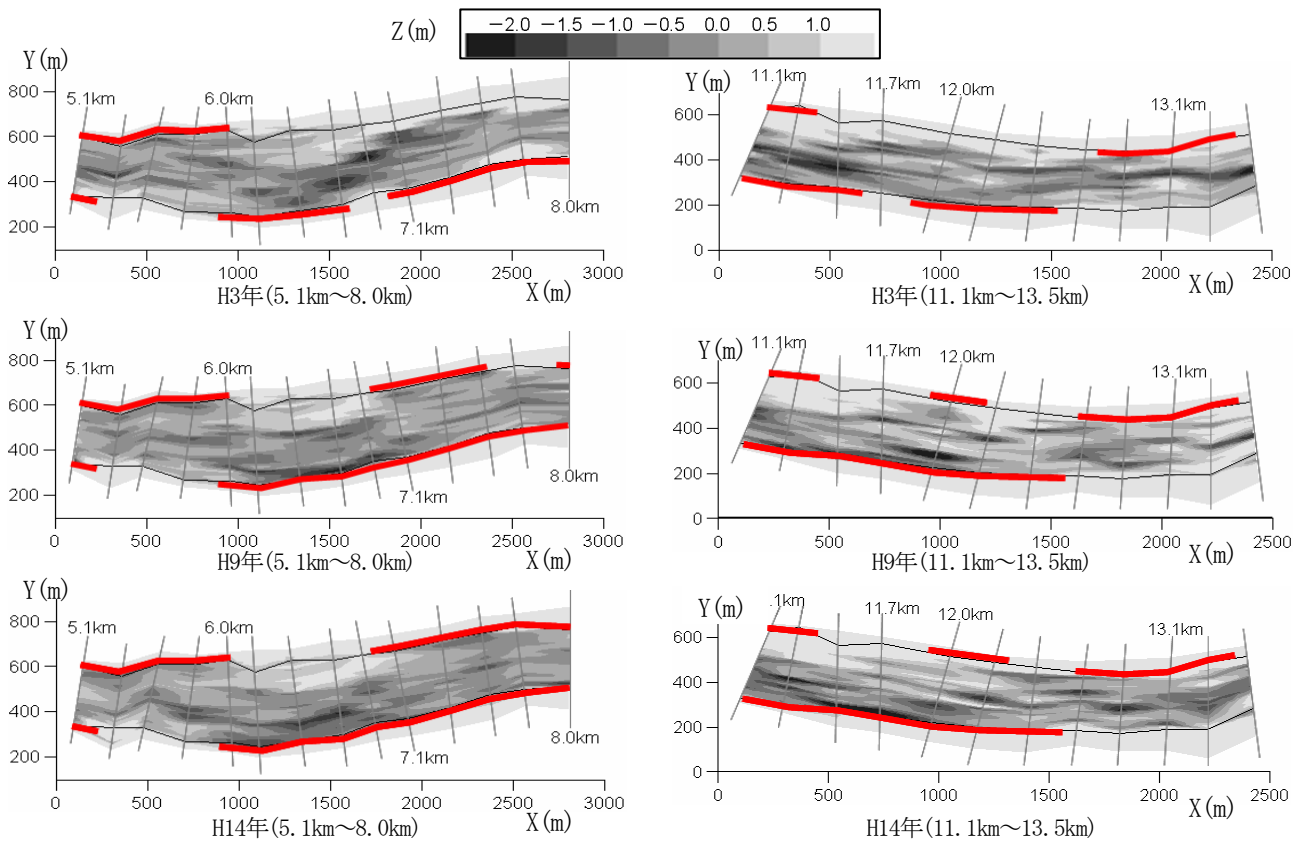 Z(m)
−2.0 −1.5 −1.0 −0.5 0.0 0.5 1.0
Y(m)
800
600
400
200
5.1km
6.0km
7.1km
8.0km
0 500 1000 1500 2000 2500 3000
X(m)
H3年(5.1km～8.0km)
Y(m)
600
400
200
0
11.1km
11.7km
12.0km
13.1km
0 500 1000 1500 2000 2500
X(m)
H3年(11.1km～13.5km)
Y(m)
800
600
400
200
5.1km
6.0km
7.1km
8.0km
0 500 1000 1500 2000 2500 3000
X(m)
H9年(5.1km～8.0km)
Y(m)
600
400
200
0
11.1km
11.7km
12.0km
13.1km
0 500 1000 1500 2000 2500
X(m)
H9年(11.1km～13.5km)
Y(m)
800
600
400
200
5.1km
6.0km
7.1km
8.0km
0 500 1000 1500 2000 2500 3000
X(m)
H14年(5.1km～8.0km)
Y(m)
600
400
200
0
.1km
11.7km
12.0km
13.1km
0 500 1000 1500 2000 2500
X(m)
H14年(11.1km～13.5km)